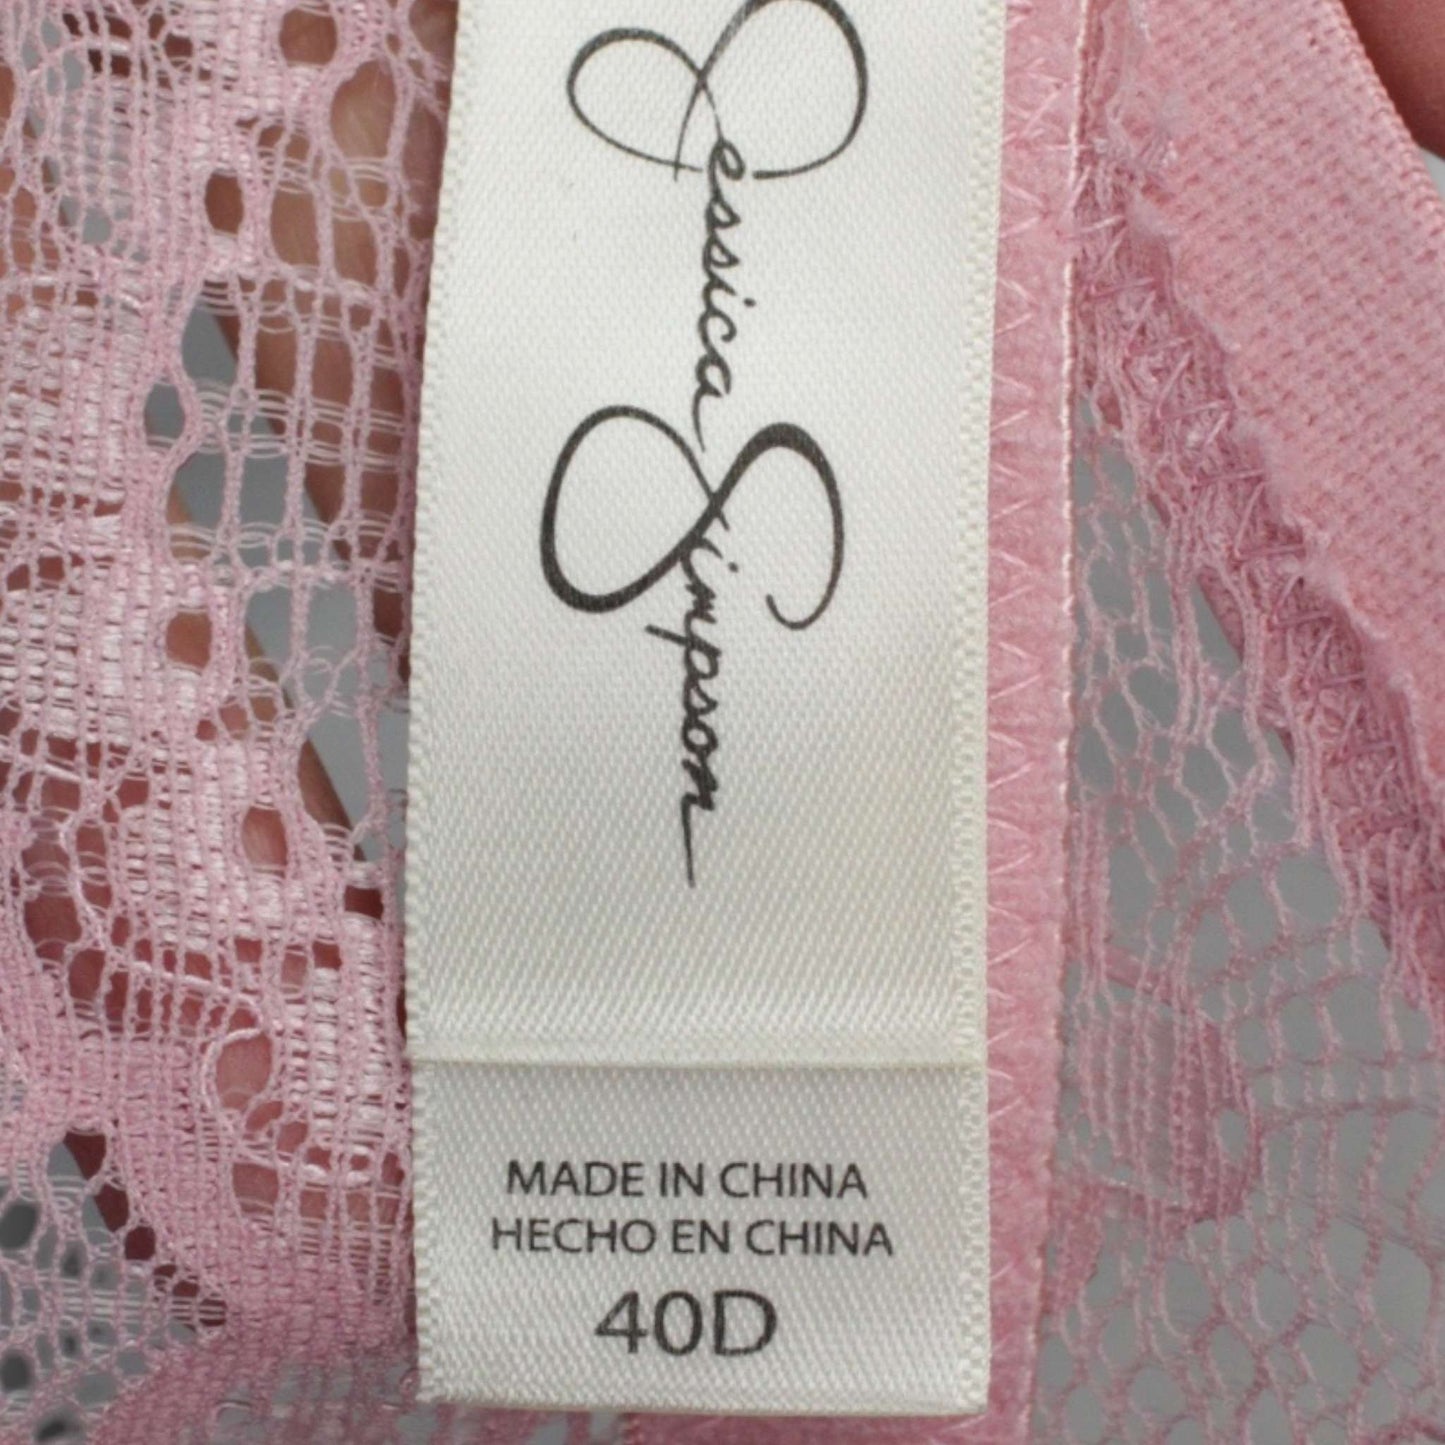 Jessica
Simpson
MADE IN CHINA
HECHO EN CHINA
40D